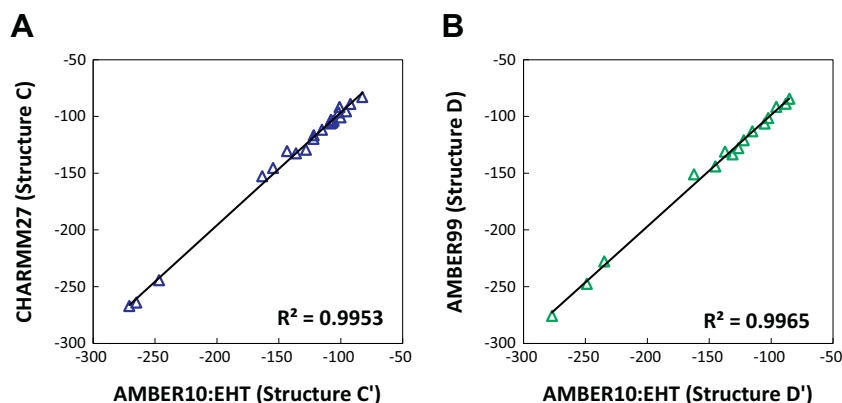 A
CHARMM27 (Structure C)
-50
-100
-150
-200
-250
-300
-300 -250 -200 -150 -100 -50
R² = 0.9953
AMBER10:EHT (Structure C')
B
AMBER99 (Structure D)
-50
-100
-150
-200
-250
-300
-300 -250 -200 -150 -100 -50
R² = 0.9965
AMBER10:EHT (Structure D')